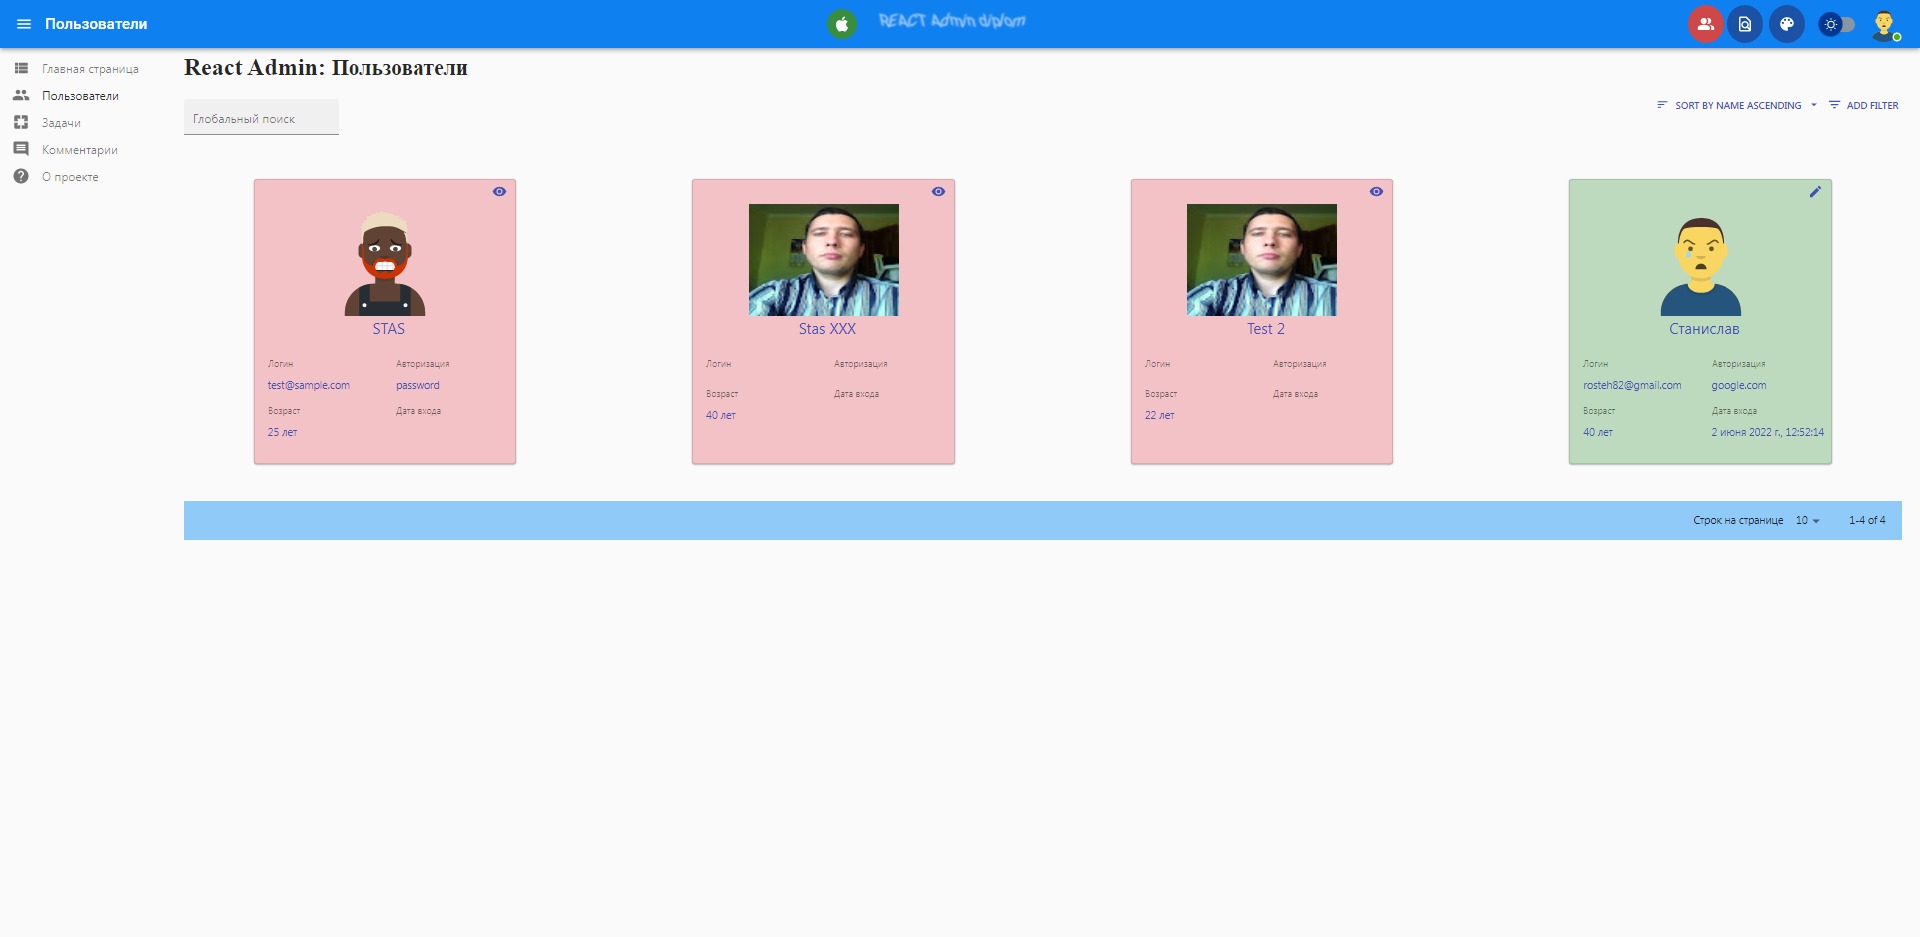 Пользователи
REACT Admin diplom
Главная страница
Пользователи
Задачи
Комментарии
О проекте
React Admin: Пользователи
Глобальный поиск
SORT BY NAME ASCENDING
ADD FILTER
STAS
Логин Авторизация
test@sample.com password
Возраст Дата входа
25 лет
Stas XXX
Логин Авторизация
Возраст Дата входа
40 лет
Test 2
Логин Авторизация
Возраст Дата входа
22 лет
Станислав
Логин Авторизация
rosteh82@gmail.com google.com
Возраст Дата входа
40 лет 2 июня 2022 г., 12:52:14
Строк на странице 10 1-4 of 4